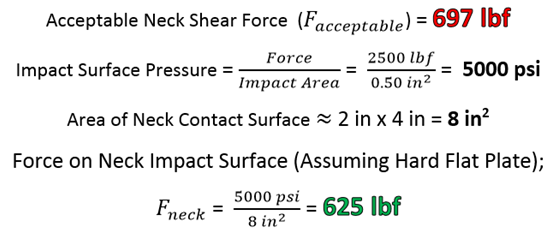 Acceptable Neck Shear Force (F_acceptable) = 697 lbf
Impact Surface Pressure = Force / Impact Area = 2500 lbf / 0.50 in² = 5000 psi
Area of Neck Contact Surface ≈ 2 in x 4 in = 8 in²
Force on Neck Impact Surface (Assuming Hard Flat Plate);
F_neck = 5000 psi / 8 in² = 625 lbf